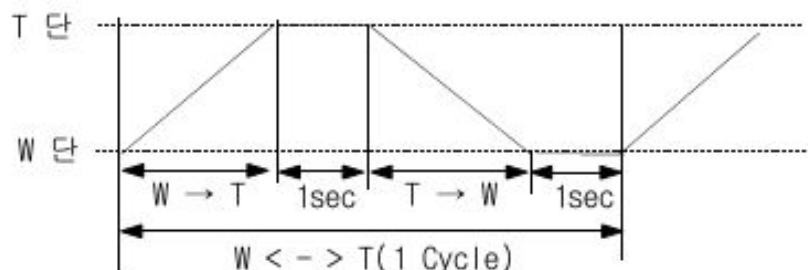 T 단
W 단
W → T 1sec T → W 1sec
W < - > T(1 Cycle)